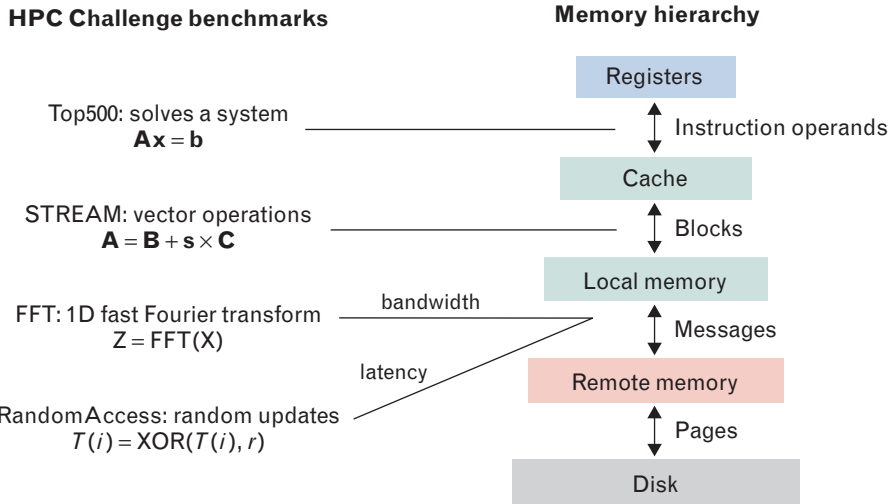 HPC Challenge benchmarks
Memory hierarchy
Registers
Top500: solves a system
Ax = b
Instruction operands
Cache
STREAM: vector operations
A = B + s × C
Blocks
Local memory
bandwidth
FFT: 1D fast Fourier transform
Z = FFT(X)
Messages
latency
Remote memory
RandomAccess: random updates
T(i) = XOR(T(i), r)
Pages
Disk